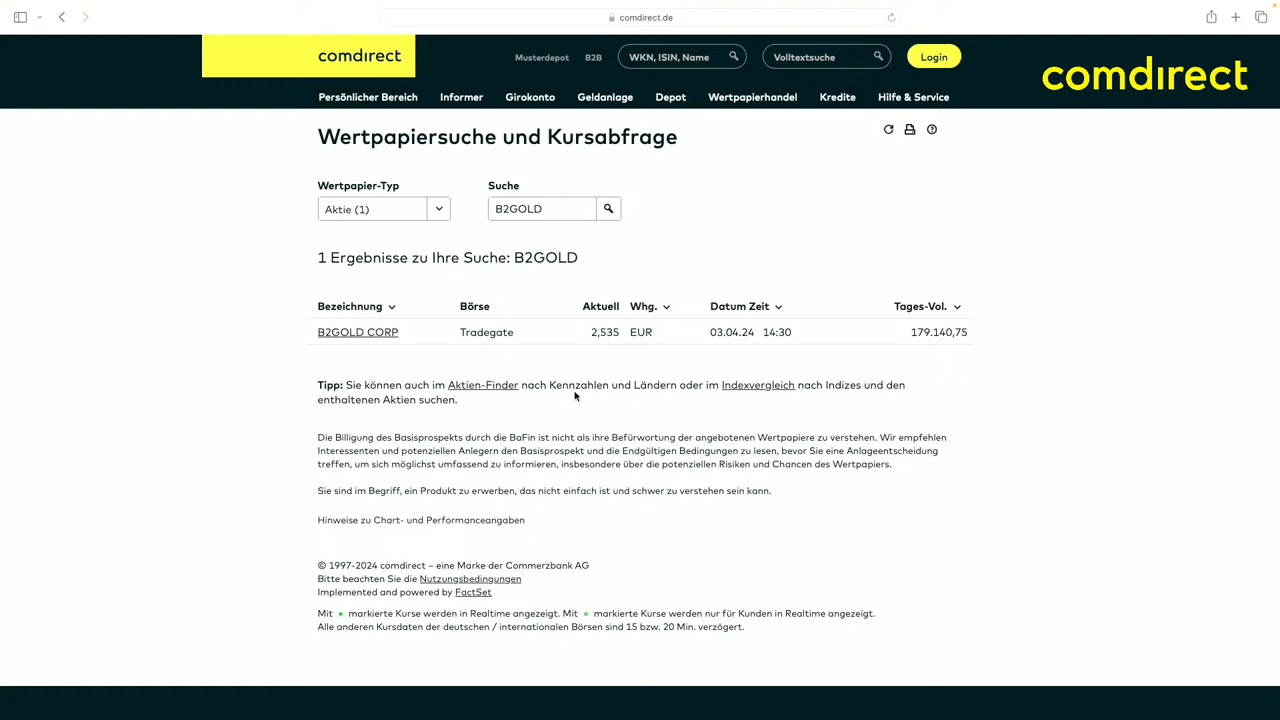 comdirect.de
comdirect
Musterdepot B2B WKN, ISIN, Name Volltextsuche Login
comdirect
Persönlicher Bereich Informer Girokonto Geldanlage Depot Wertpapierhandel Kredite Hilfe & Service
Wertpapiersuche und Kursabfrage
Wertpapier-Typ Suche
Aktie (1) B2GOLD
1 Ergebnisse zu Ihre Suche: B2GOLD
Bezeichnung Börse Aktuell Whg. Datum Zeit Tages-Vol.
B2GOLD CORP Tradegate 2,535 EUR 03.04.24 14:30 179.140,75
Tipp: Sie können auch im Aktien-Finder nach Kennzahlen und Ländern oder im Indexvergleich nach Indizes und den
enthaltenen Aktien suchen.
Die Billigung des Basisprospekts durch die BaFin ist nicht als ihre Befürwortung der angebotenen Wertpapiere zu verstehen. Wir empfehlen
Interessenten und potenziellen Anlegern den Basisprospekt und die Endgültigen Bedingungen zu lesen, bevor Sie eine Anlageentscheidung
treffen, um sich möglichst umfassend zu informieren, insbesondere über die potenziellen Risiken und Chancen des Wertpapiers.
Sie sind im Begriff, ein Produkt zu erwerben, das nicht einfach ist und schwer zu verstehen sein kann.
Hinweise zu Chart- und Performanceangaben
© 1997-2024 comdirect – eine Marke der Commerzbank AG
Bitte beachten Sie die Nutzungsbedingungen
Implemented and powered by FactSet
Mit markierte Kurse werden in Realtime angezeigt. Mit markierte Kurse werden nur für Kunden in Realtime angezeigt.
Alle anderen Kursdaten der deutschen / internationalen Börsen sind 15 bzw. 20 Min. verzögert.